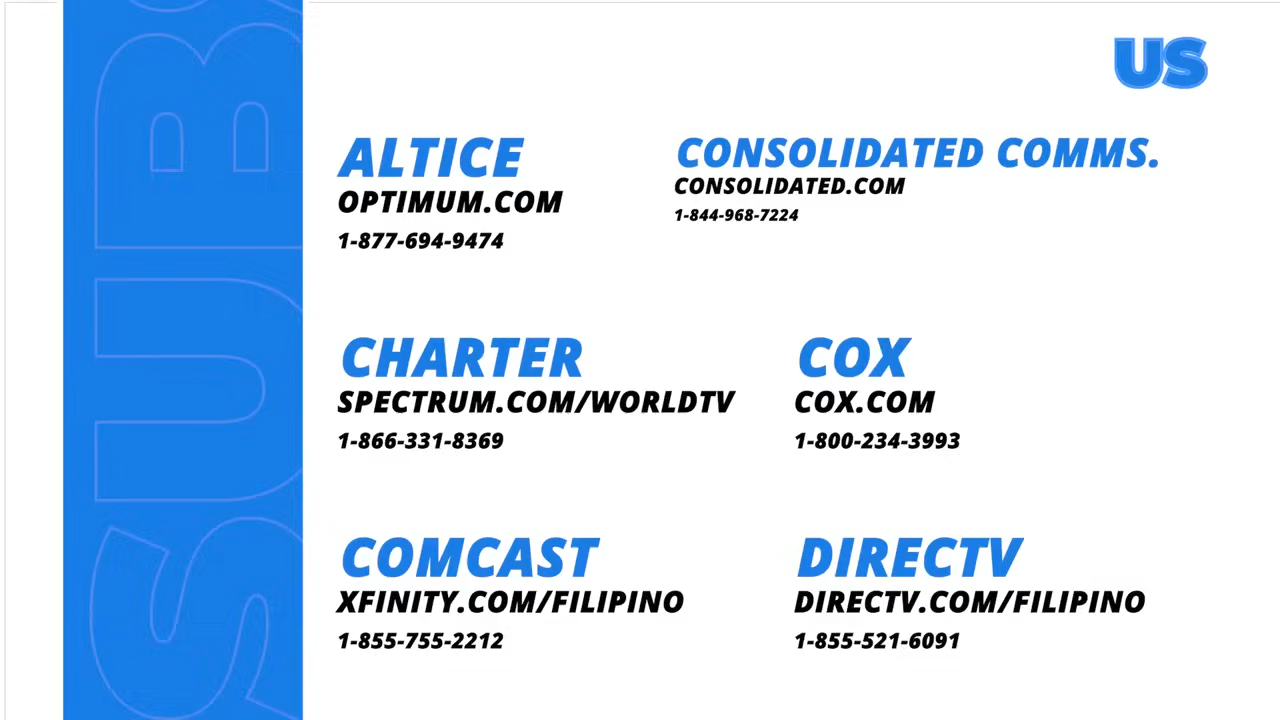 US
ALTICE
OPTIMUM.COM
1-877-694-9474
CONSOLIDATED COMMS.
CONSOLIDATED.COM
1-844-968-7224
CHARTER
SPECTRUM.COM/WORLDTV
1-866-331-8369
COX
COX.COM
1-800-234-3993
COMCAST
XFINITY.COM/FILIPINO
1-855-755-2212
DIRECTV
DIRECTV.COM/FILIPINO
1-855-521-6091
SUB